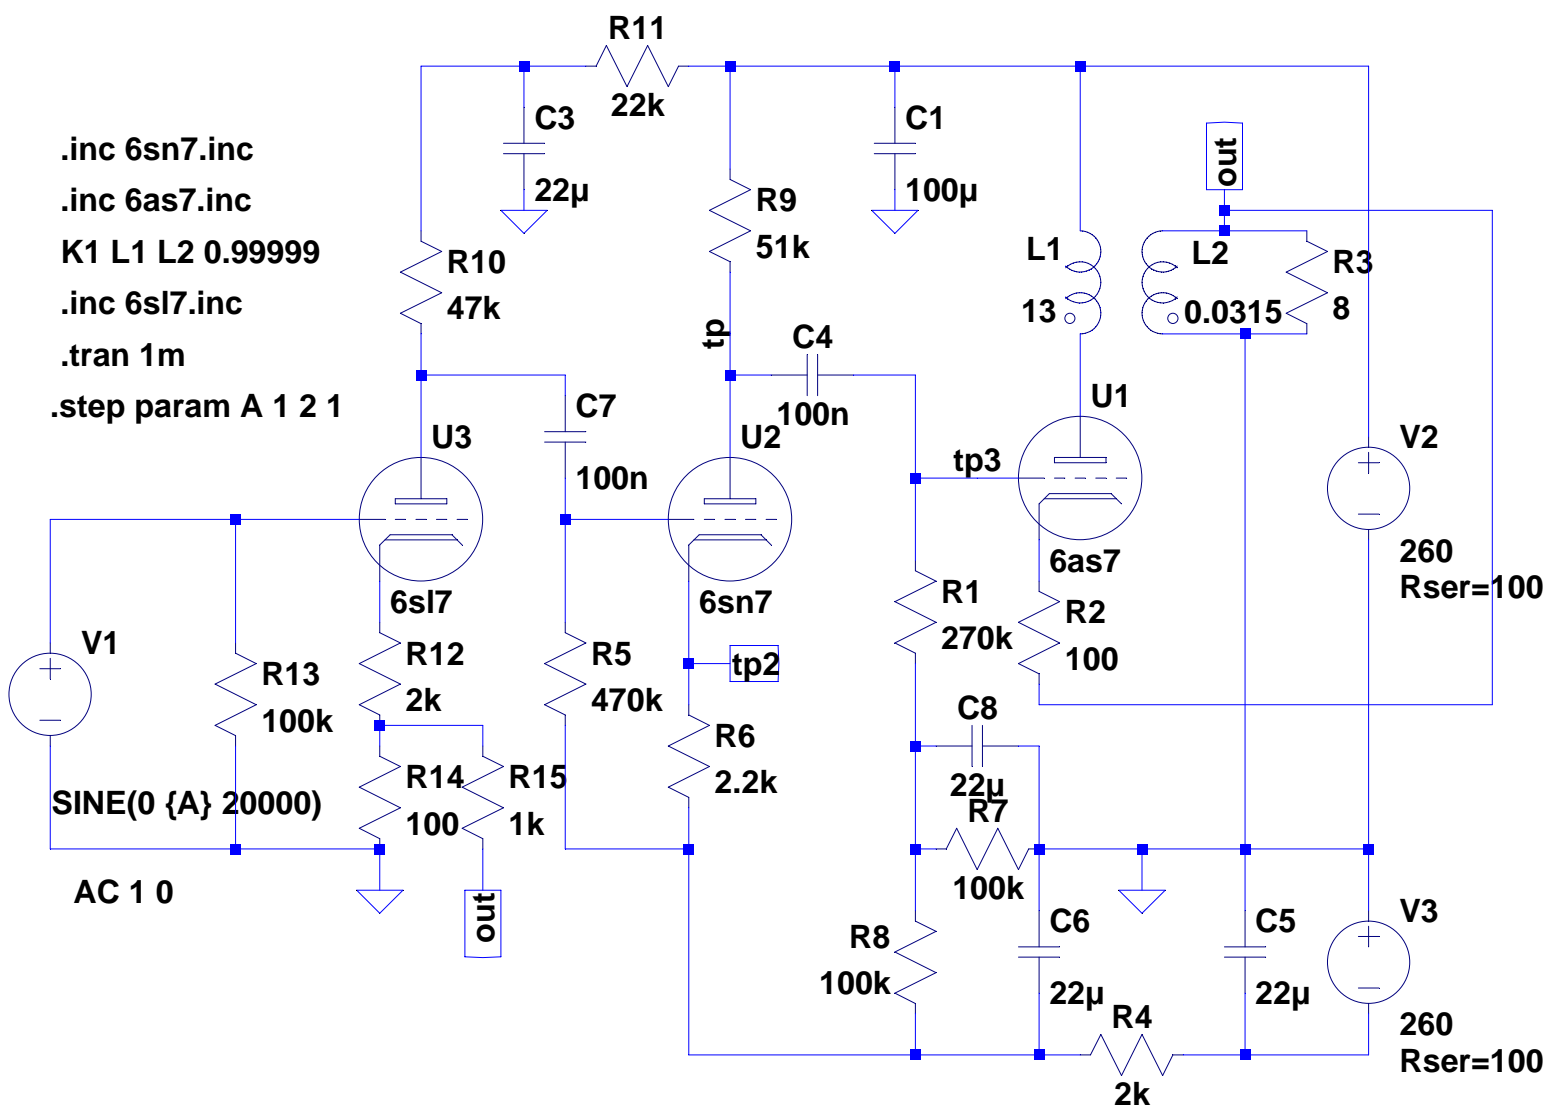 R11
22k
C3
22µ
C1
100µ
out
.inc 6sn7.inc
.inc 6as7.inc
K1 L1 L2 0.99999
.inc 6sl7.inc
.tran 1m
.step param A 1 2 1
R9
51k
R10
47k
L1
13
L2
0.0315
R3
8
tp
C4
100n
C7
100n
U3
6sl7
U2
6sn7
tp3
U1
6as7
V2
260
Rser=100
V1
SINE(0 {A} 20000)
AC 1 0
R13
100k
R12
2k
R5
470k
tp2
R1
270k
R2
100
R6
2.2k
C8
22µ
R14
100
R15
1k
R7
100k
out
R8
100k
C6
22µ
C5
22µ
V3
260
Rser=100
R4
2k